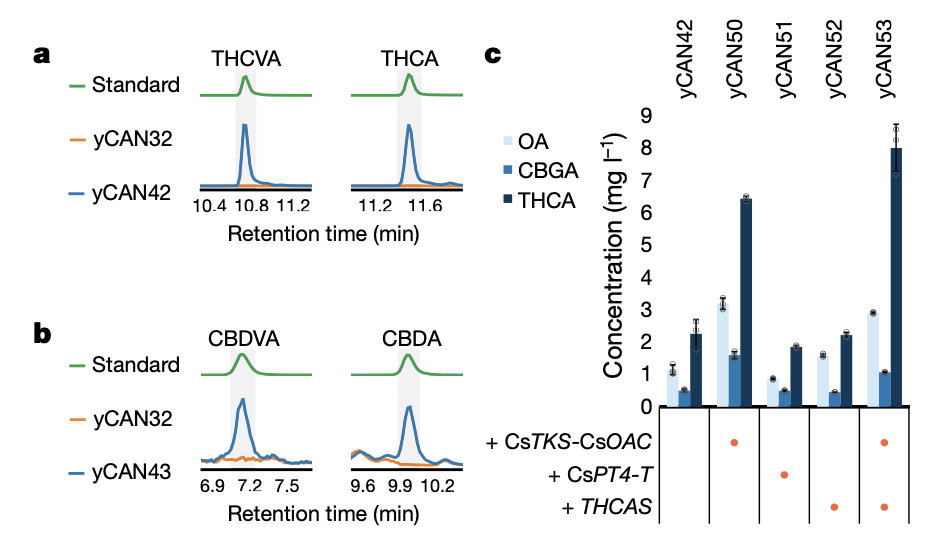 a
THCVA THCA
Standard
yCAN32
yCAN42
10.4 10.8 11.2 11.2 11.6
Retention time (min)
b
CBDVA CBDA
Standard
yCAN32
yCAN43
6.9 7.2 7.5 9.6 9.9 10.2
Retention time (min)
c
yCAN42 yCAN50 yCAN51 yCAN52 yCAN53
OA
CBGA
THCA
Concentration (mg l⁻¹)
9
8
7
6
5
4
3
2
1
0
+ CsTKS-CsOAC
+ CsPT4-T
+ THCAS